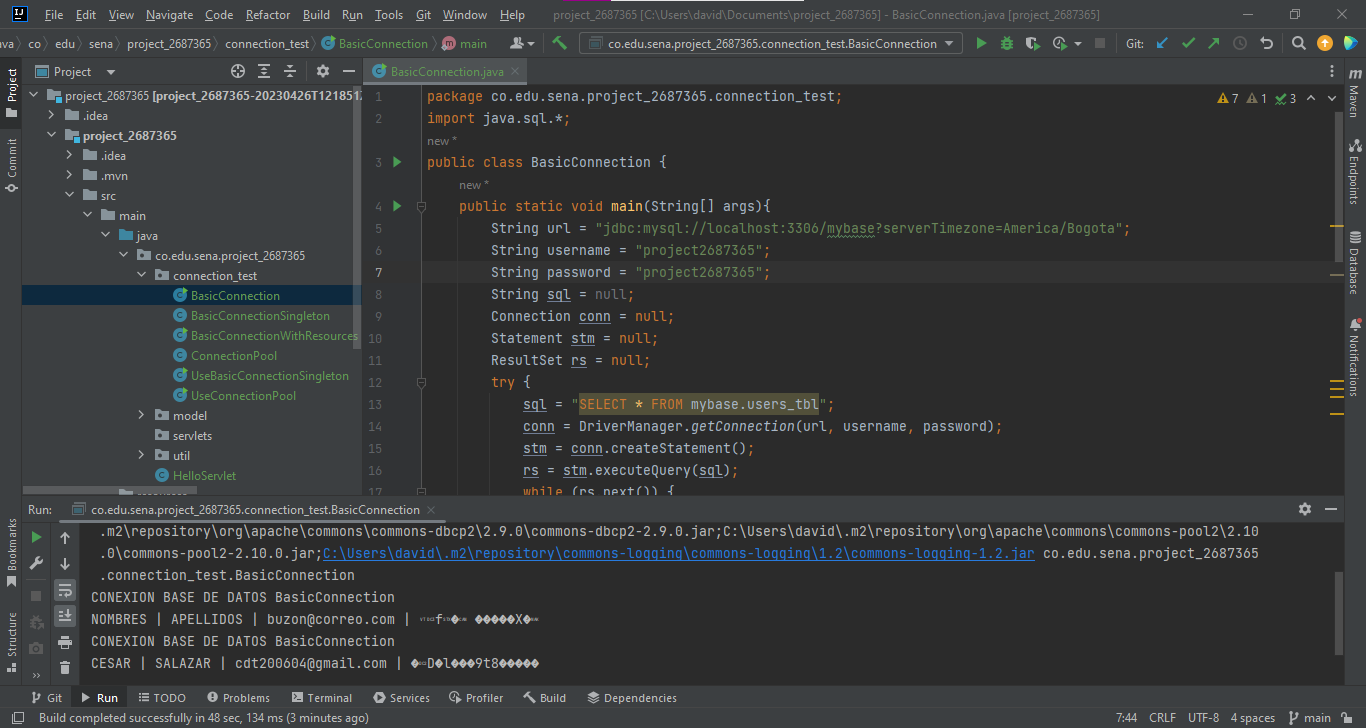 File Edit View Navigate Code Refactor Build Run Tools Git Window Help project_2687365 [C:\Users\david\Documents\project_2687365] - BasicConnection.java [project_2687365]
co edu sena project_2687365 connection_test BasicConnection main co.edu.sena.project_2687365.connection_test.BasicConnection Git:
Project
BasicConnection.java
project_2687365 [project_2687365-20230426T121851
.idea
project_2687365
.idea
.mvn
src
main
java
co.edu.sena.project_2687365
connection_test
BasicConnection
BasicConnectionSingleton
BasicConnectionWithResources
ConnectionPool
UseBasicConnectionSingleton
UseConnectionPool
model
servlets
util
HelloServlet
7 1 3
1 package co.edu.sena.project_2687365.connection_test;
2 import java.sql.*;
new *
3 public class BasicConnection {
new *
4 public static void main(String[] args){
5 String url = "jdbc:mysql://localhost:3306/mybase?serverTimezone=America/Bogota";
6 String username = "project2687365";
7 String password = "project2687365";
8 String sql = null;
9 Connection conn = null;
10 Statement stm = null;
11 ResultSet rs = null;
12 try {
13 sql = "SELECT * FROM mybase.users_tbl";
14 conn = DriverManager.getConnection(url, username, password);
15 stm = conn.createStatement();
16 rs = stm.executeQuery(sql);
17 while (rs.next()) {
Project
Commit
Bookmarks
Structure
Maven
Endpoints
Database
Notifications
Run: co.edu.sena.project_2687365.connection_test.BasicConnection
.m2\repository\org\apache\commons\commons-dbcp2\2.9.0\commons-dbcp2-2.9.0.jar;C:\Users\david\.m2\repository\org\apache\commons\commons-pool2\2.10
.0\commons-pool2-2.10.0.jar;C:\Users\david\.m2\repository\commons-logging\commons-logging\1.2\commons-logging-1.2.jar co.edu.sena.project_2687365
.connection_test.BasicConnection
CONEXION BASE DE DATOS BasicConnection
NOMBRES | APELLIDOS | buzon@correo.com |
CONEXION BASE DE DATOS BasicConnection
CESAR | SALAZAR | cdt200604@gmail.com |
Git Run TODO Problems Terminal Services Profiler Build Dependencies
Build completed successfully in 48 sec, 134 ms (3 minutes ago) 7:44 CRLF UTF-8 4 spaces main